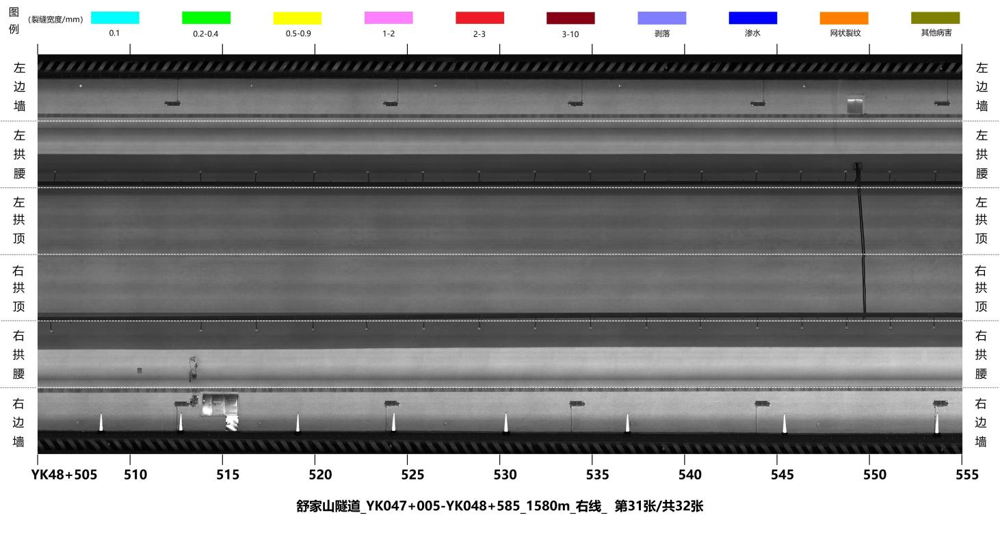 图例 (裂缝宽度/mm) 0.1 0.2-0.4 0.5-0.9 1-2 2-3 3-10 剥落 渗水 网状裂纹 其他病害
左边墙 左边墙
左拱腰 左拱腰
左拱顶 左拱顶
右拱顶 右拱顶
右拱腰 右拱腰
右边墙 右边墙
YK48+505 510 515 520 525 530 535 540 545 550 555
舒家山隧道_YK047+005-YK048+585_1580m_右线_ 第31张/共32张